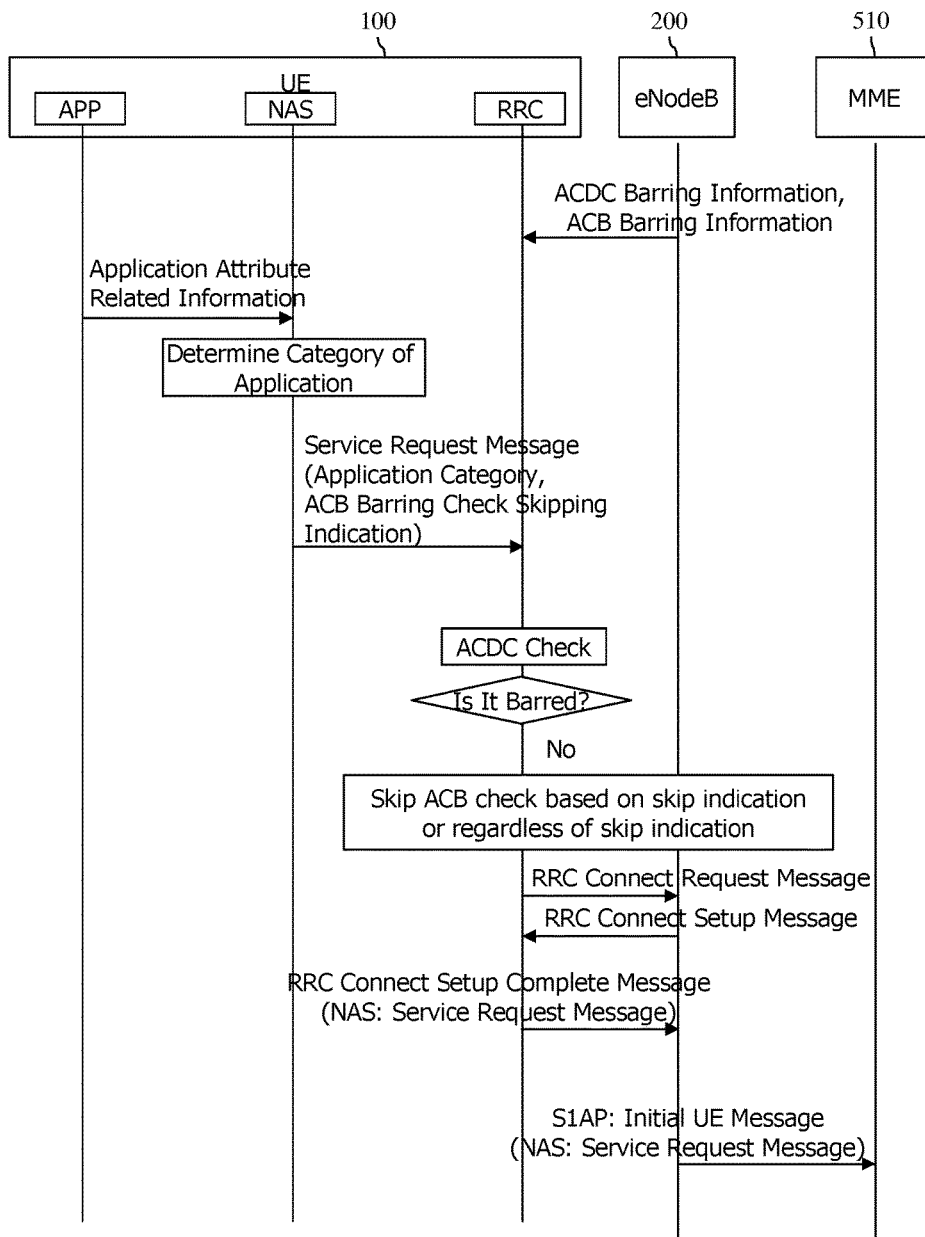 100
200
510
UE
APP
NAS
RRC
eNodeB
MME
ACDC Barring Information,
ACB Barring Information
Application Attribute
Related Information
Determine Category of
Application
Service Request Message
(Application Category,
ACB Barring Check Skipping
Indication)
ACDC Check
Is It Barred?
No
Skip ACB check based on skip indication
or regardless of skip indication
RRC Connect Request Message
RRC Connect Setup Message
RRC Connect Setup Complete Message
(NAS: Service Request Message)
S1AP: Initial UE Message
(NAS: Service Request Message)